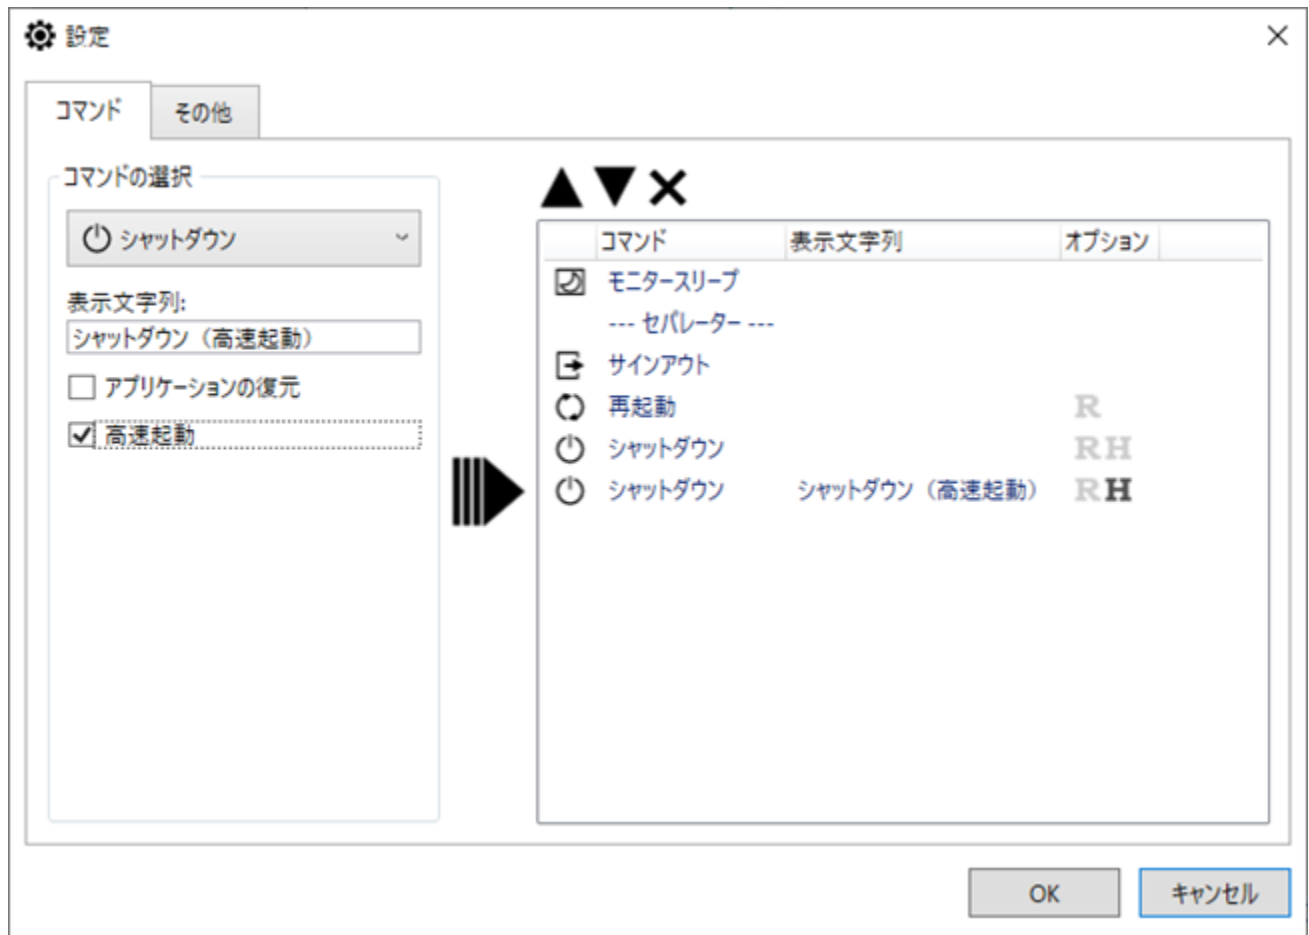 設定
コマンド
その他
コマンドの選択
シャットダウン
表示文字列:
シャットダウン（高速起動）
アプリケーションの復元
高速起動
コマンド 表示文字列 オプション
モニタースリープ
--- セパレーター ---
サインアウト
再起動 R
シャットダウン RH
シャットダウン シャットダウン（高速起動） RH
OK
キャンセル